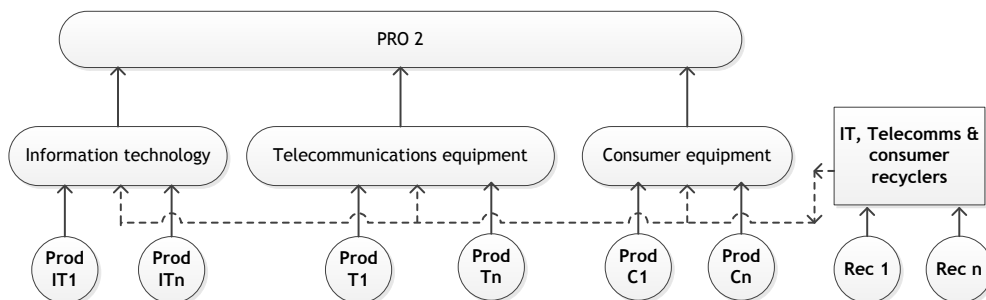 PRO 2
Information technology
Telecommunications equipment
Consumer equipment
IT, Telecomms &
consumer
recyclers
Prod
IT1
Prod
ITn
Prod
T1
Prod
Tn
Prod
C1
Prod
Cn
Rec 1
Rec n